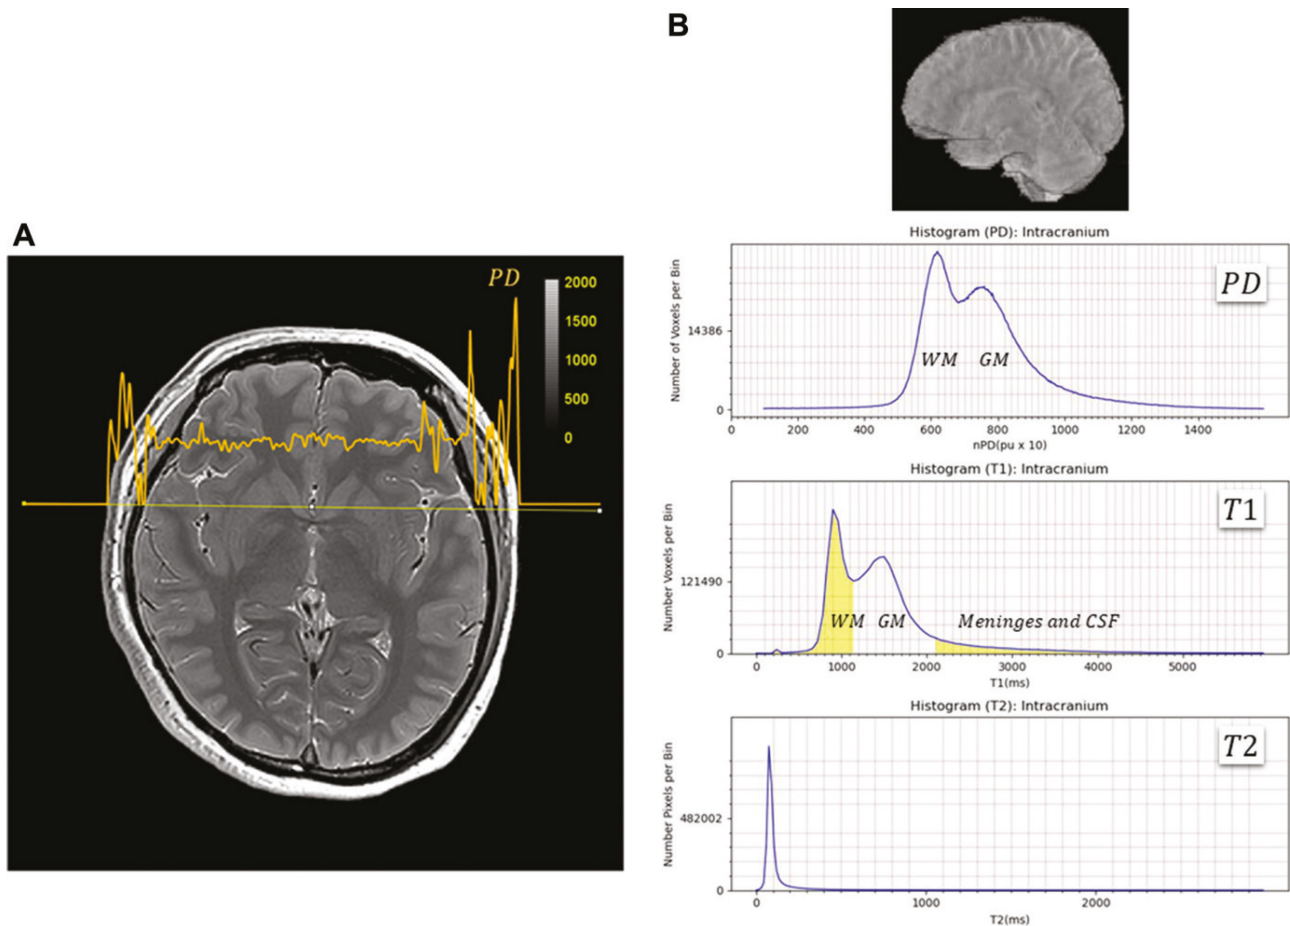 A
PD
2000
1500
1000
500
0
B
Histogram (PD): Intracranium
Number of Voxels per Bin
14386
0
PD
WM GM
0 200 400 600 800 1000 1200 1400
nPD(pu x 10)
Histogram (T1): Intracranium
Number Voxels per Bin
121490
0
T1
WM GM Meninges and CSF
0 1000 2000 3000 4000 5000
T1(ms)
Histogram (T2): Intracranium
Number Pixels per Bin
482002
0
T2
0 1000 2000
T2(ms)